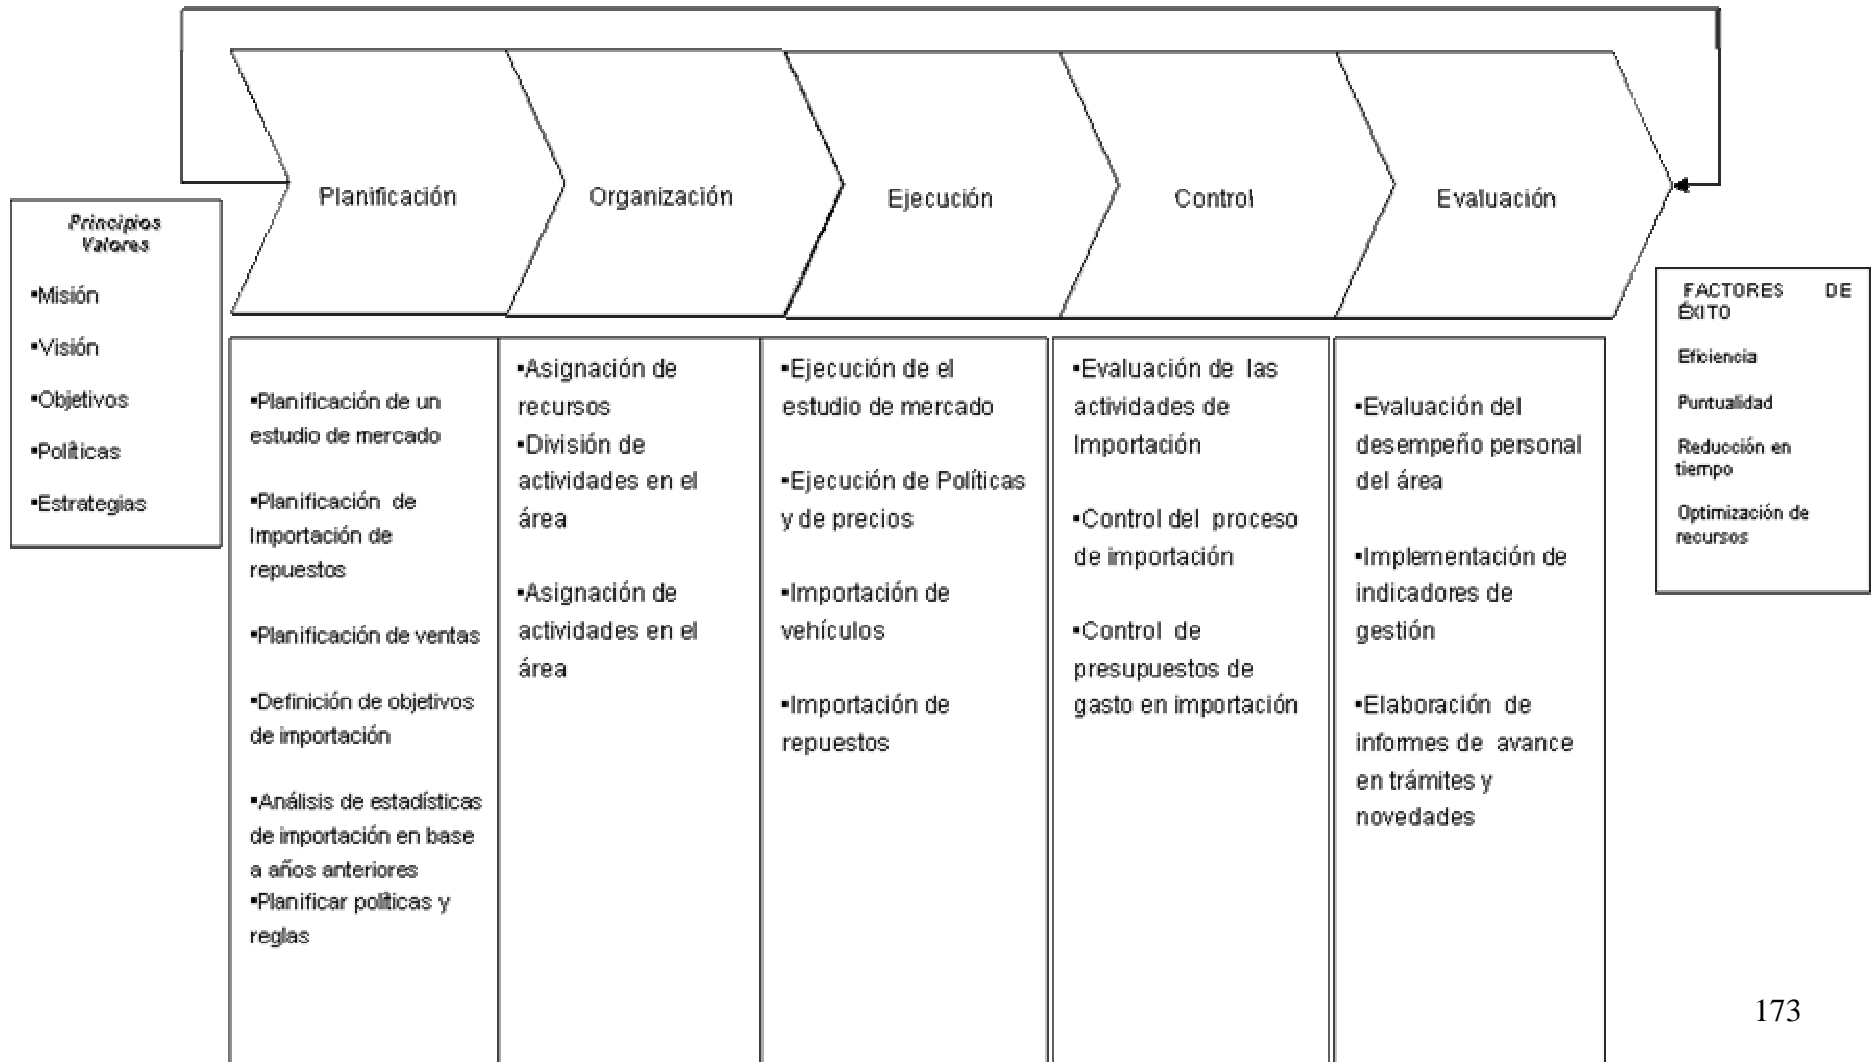 Planificación
Organización
Ejecución
Control
Evaluación
Principios
Valores
▪Misión
▪Visión
▪Objetivos
▪Políticas
▪Estrategias
▪Planificación de un
estudio de mercado
▪Planificación de
Importación de
repuestos
▪Planificación de ventas
▪Definición de objetivos
de importación
▪Análisis de estadísticas
de importación en base
a años anteriores
▪Planificar políticas y
reglas
▪Asignación de
recursos
▪División de
actividades en el
área
▪Asignación de
actividades en el
área
▪Ejecución de el
estudio de mercado
▪Ejecución de Políticas
y de precios
▪Importación de
vehículos
▪Importación de
repuestos
▪Evaluación de las
actividades de
Importación
▪Control del proceso
de importación
▪Control de
presupuestos de
gasto en importación
▪Evaluación del
desempeño personal
del área
▪Implementación de
indicadores de
gestión
▪Elaboración de
informes de avance
en trámites y
novedades
FACTORES DE
ÉXITO
Eficiencia
Puntualidad
Reducción en
tiempo
Optimización de
recursos
173